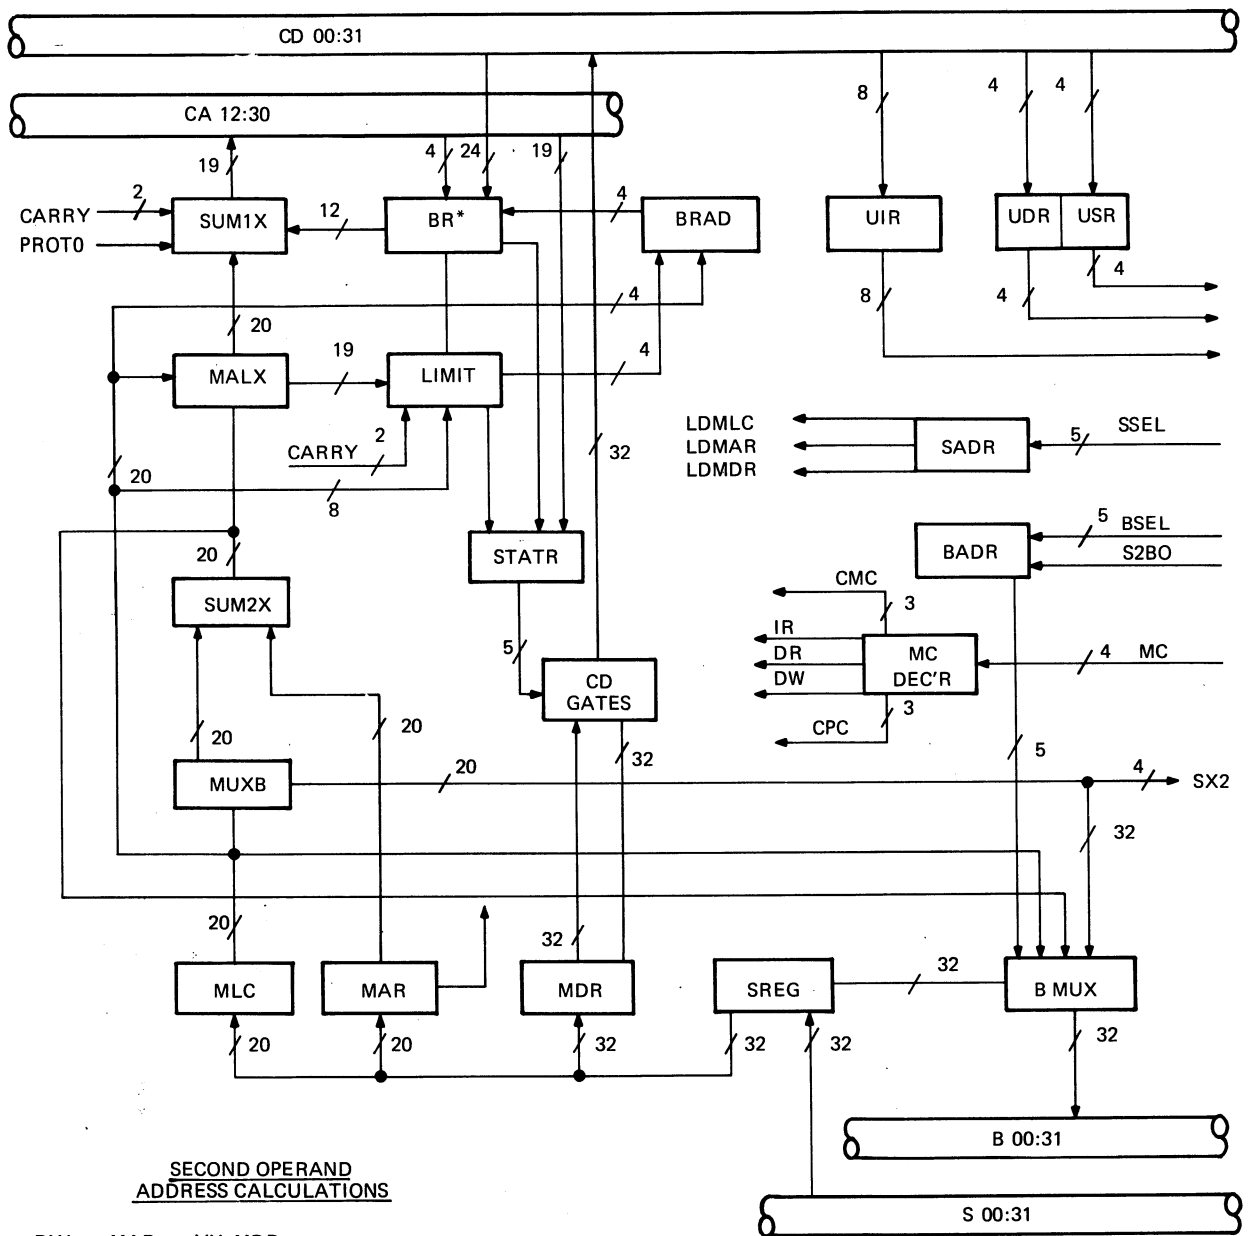 CD 00:31
CA 12:30
8
4
4
19
4
24
19
2
CARRY
PROT0
SUM1X
12
BR*
4
BRAD
UIR
UDR
USR
4
4
8
4
20
19
4
MALX
LIMIT
CARRY
2
20
8
32
LDMLC
LDMAR
LDMDR
SADR
5
SSEL
5
BSEL
S2BO
BADR
STATR
20
SUM2X
CMC
3
IR
DR
DW
MC
DEC'R
4
MC
3
CPC
5
CD
GATES
20
20
32
5
MUXB
20
4
SX2
32
20
32
32
MLC
MAR
MDR
SREG
B MUX
20
20
32
32
32
32
B 00:31
SECOND OPERAND
ADDRESS CALCULATIONS
S 00:31